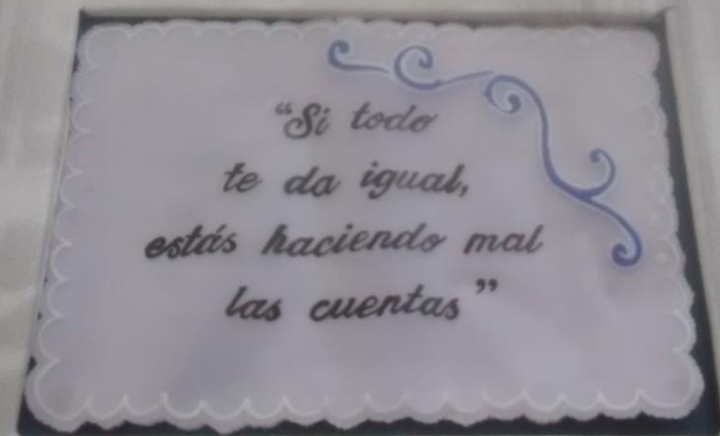 “Si todo
te da igual,
estás haciendo mal
las cuentas”